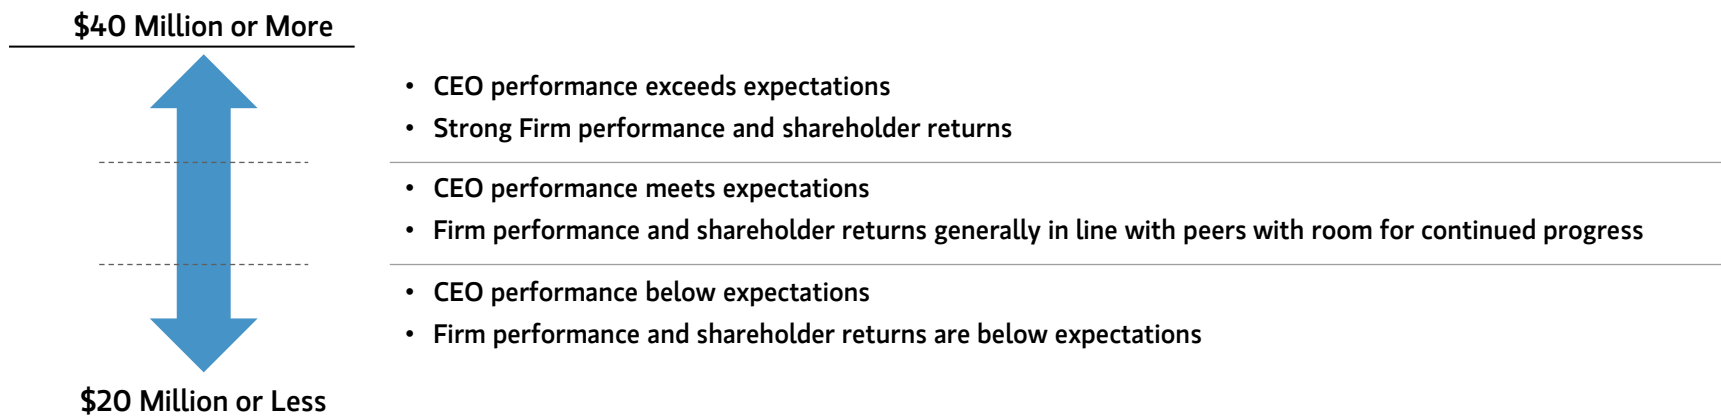 $40 Million or More
• CEO performance exceeds expectations
• Strong Firm performance and shareholder returns
• CEO performance meets expectations
• Firm performance and shareholder returns generally in line with peers with room for continued progress
• CEO performance below expectations
• Firm performance and shareholder returns are below expectations
$20 Million or Less